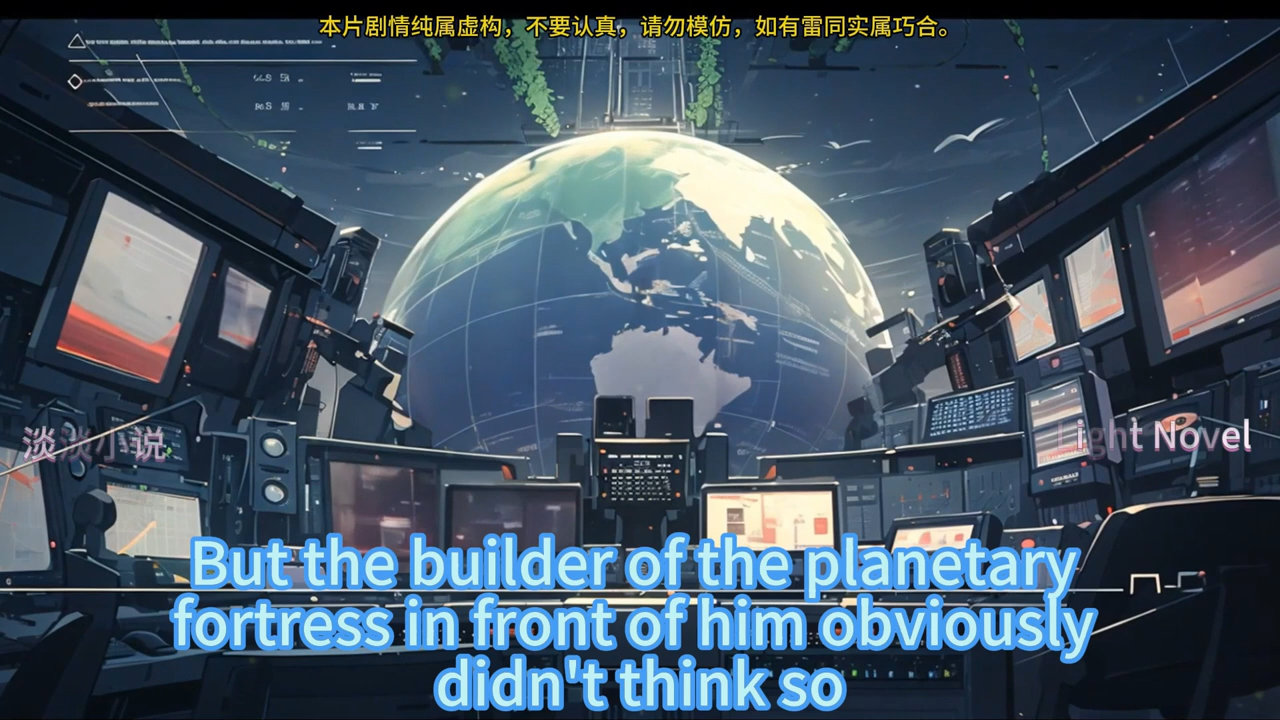 本片剧情纯属虚构，不要认真，请勿模仿，如有雷同实属巧合。
淡淡小说
Light Novel
But the builder of the planetary
fortress in front of him obviously
didn't think so